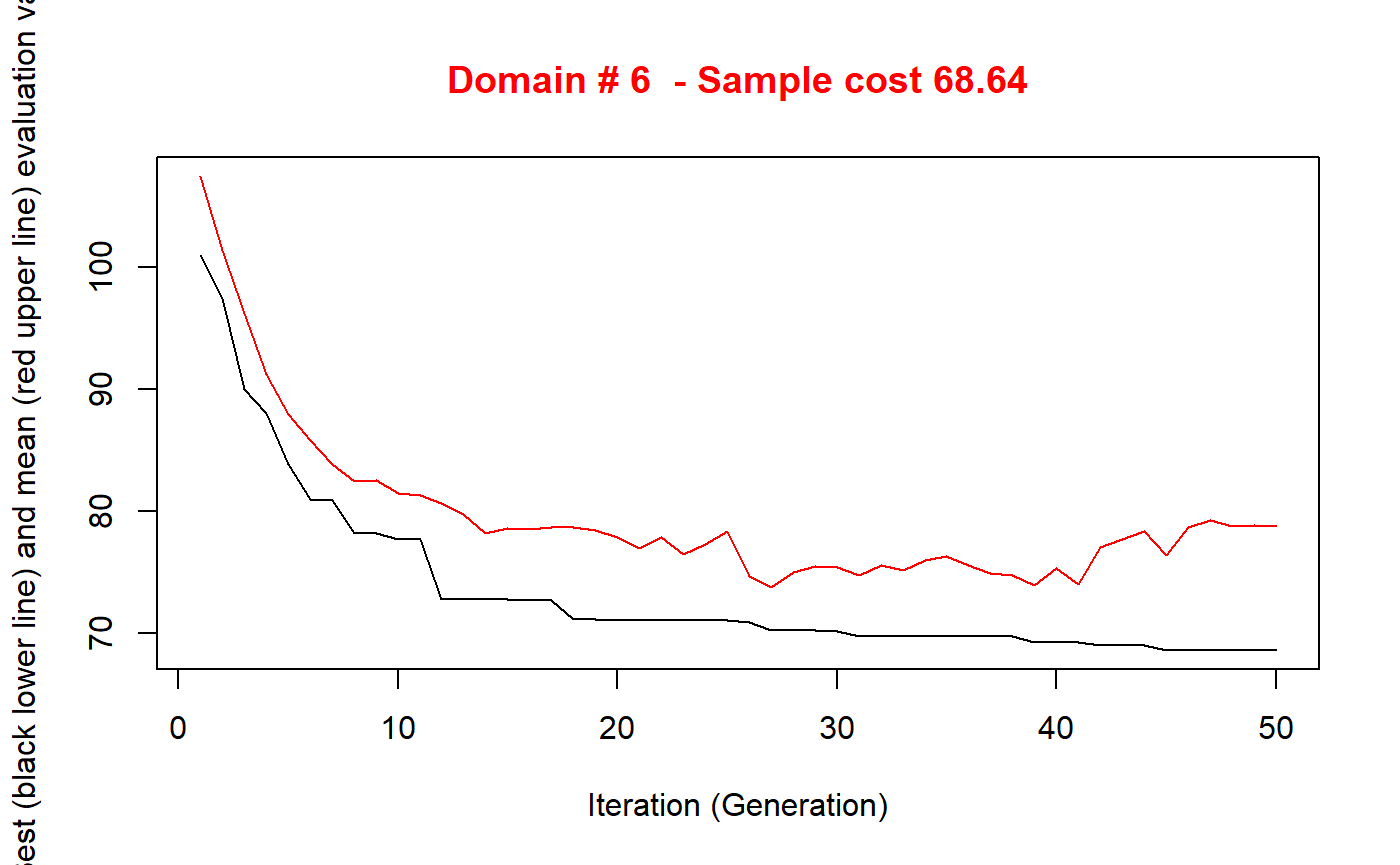 Domain # 6  - Sample cost 68.64
(black lower line) and mean (red upper line) evaluation
100
90
80
70
0 10 20 30 40 50
Iteration (Generation)